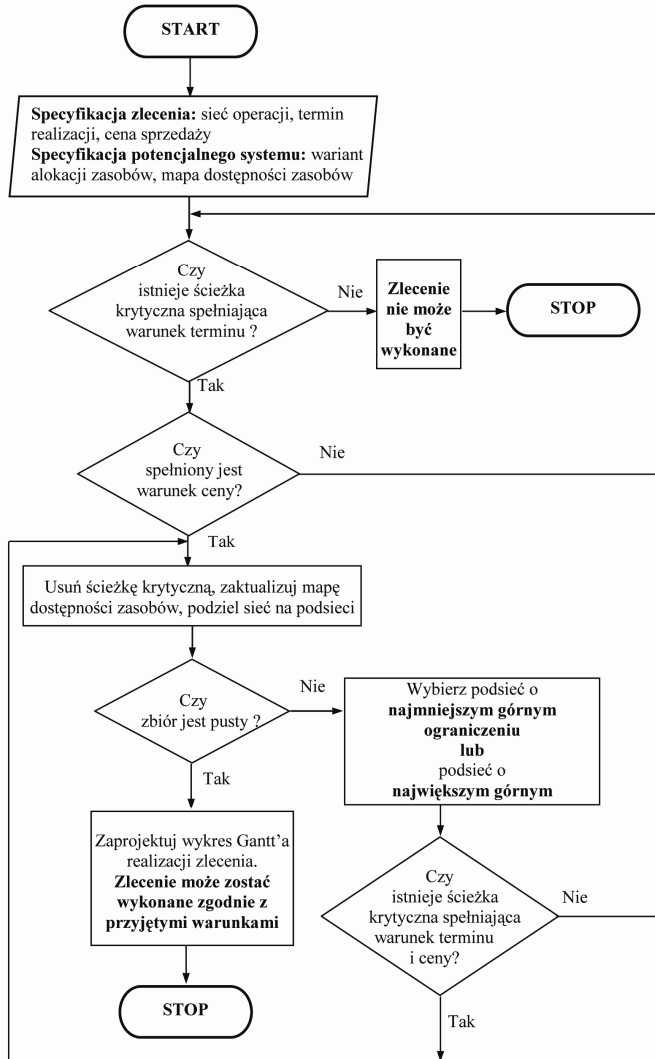 START
Specyfikacja zlecenia: sieć operacji, termin
realizacji, cena sprzedaży
Specyfikacja potencjalnego systemu: wariant
alokacji zasobów, mapa dostępności zasobów
Czy
istnieje ścieżka
krytyczna spełniająca
warunek terminu ?
Nie
Zlecenie
nie może
być
wykonane
STOP
Tak
Czy
spełniony jest
warunek ceny?
Nie
Tak
Usuń ścieżkę krytyczną, zaktualizuj mapę
dostępności zasobów, podziel sieć na podsieci
Czy
zbiór jest pusty ?
Nie
Wybierz podsieć o
najmniejszym górnym
ograniczeniu
lub
podsieć o
największym górnym
Tak
Zaprojektuj wykres Gantt'a
realizacji zlecenia.
Zlecenie może zostać
wykonane zgodnie z
przyjętymi warunkami
STOP
Czy
istnieje ścieżka
krytyczna spełniająca
warunek terminu
i ceny?
Nie
Tak